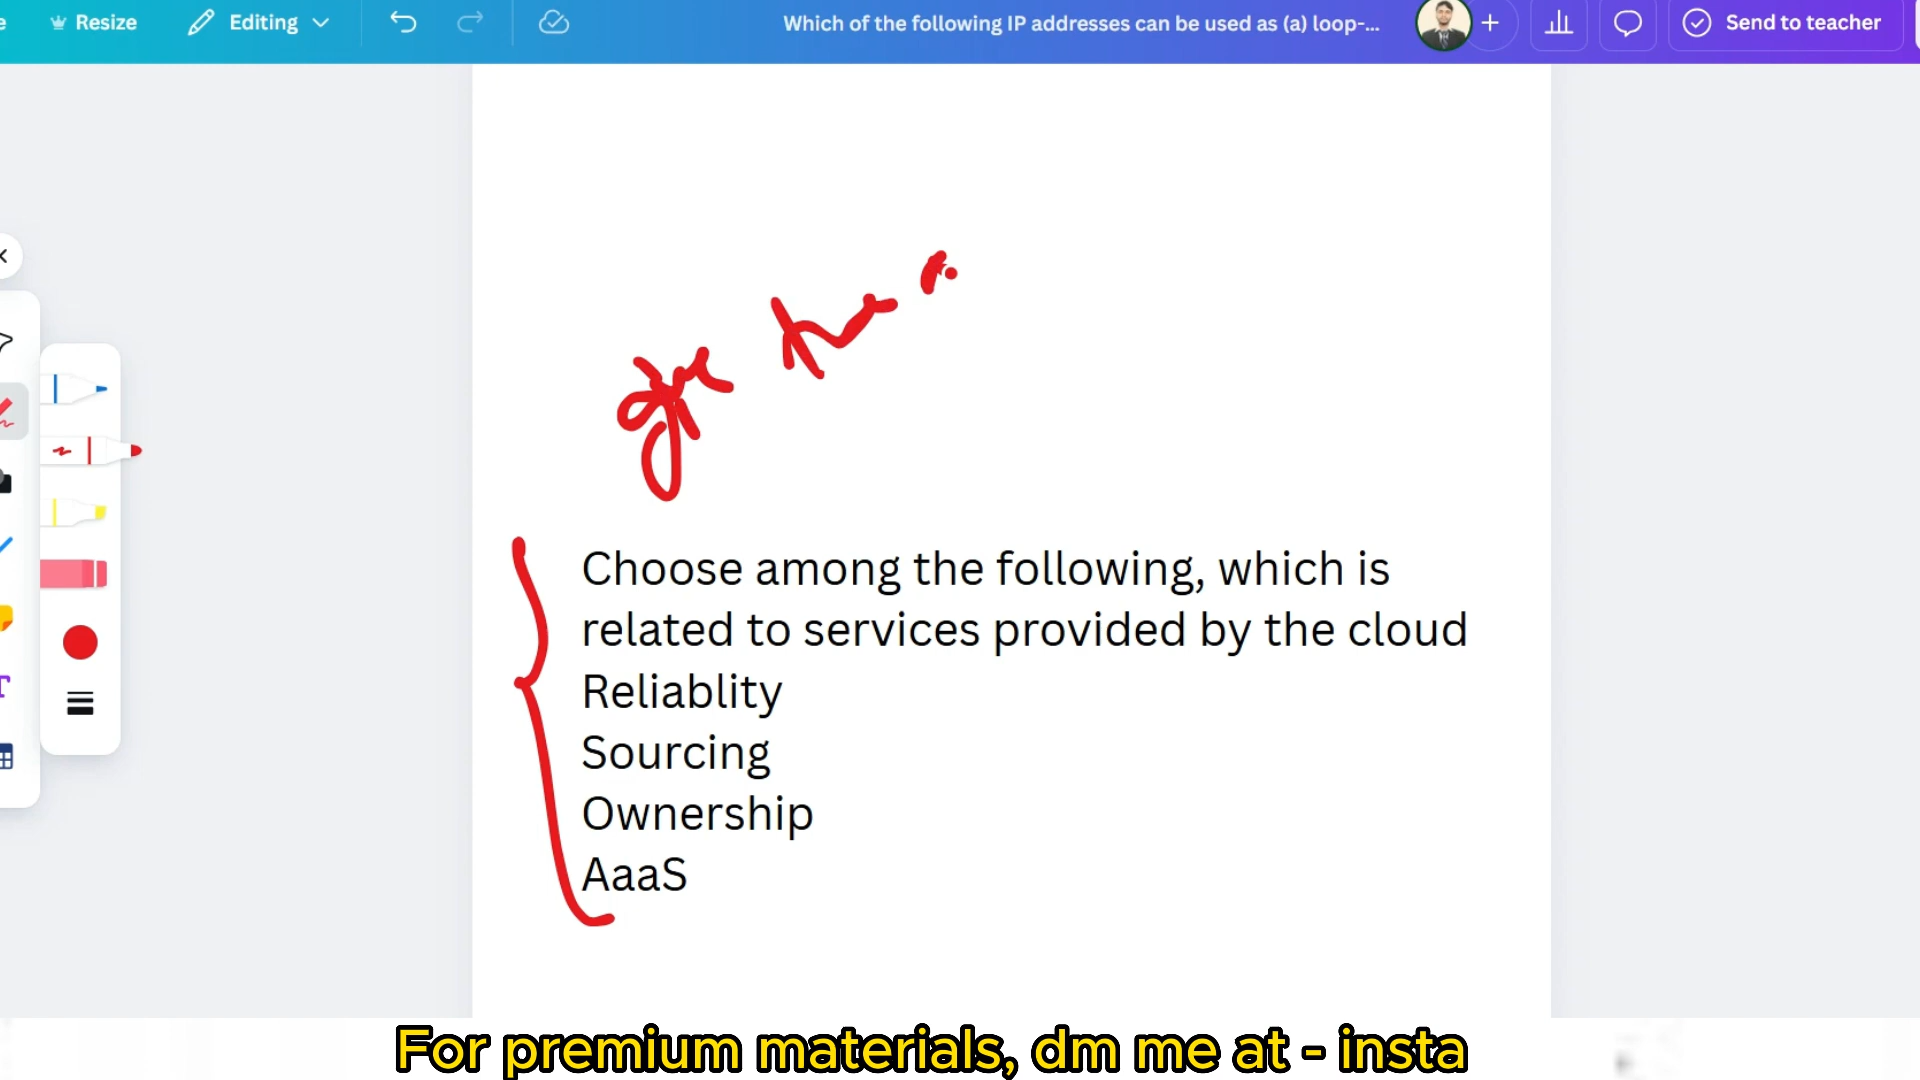 Resize
Editing
Which of the following IP addresses can be used as (a) loop-...
Send to teacher
Choose among the following, which is
related to services provided by the cloud
Reliablity
Sourcing
Ownership
AaaS
For premium materials, dm me at - insta